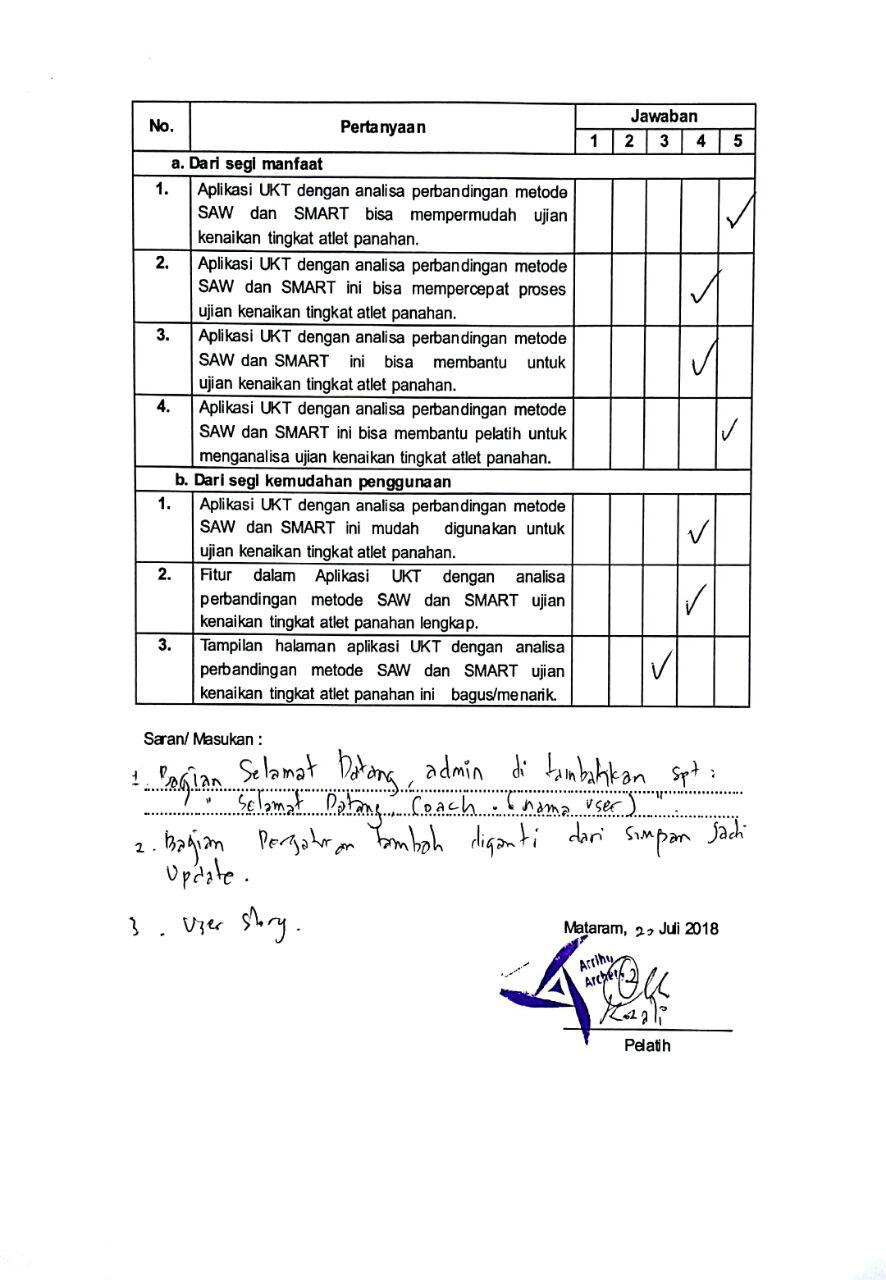 No. Pertanyaan Jawaban
1 2 3 4 5
a. Dari segi manfaat
1. Aplikasi UKT dengan analisa perbandingan metode
SAW dan SMART bisa mempermudah ujian
kenaikan tingkat atlet panahan.
2. Aplikasi UKT dengan analisa perbandingan metode
SAW dan SMART ini bisa mempercepat proses
ujian kenaikan tingkat atlet panahan.
3. Aplikasi UKT dengan analisa perbandingan metode
SAW dan SMART ini bisa membantu untuk
ujian kenaikan tingkat atlet panahan.
4. Aplikasi UKT dengan analisa perbandingan metode
SAW dan SMART ini bisa membantu pelatih untuk
menganalisa ujian kenaikan tingkat atlet panahan.
b. Dari segi kemudahan penggunaan
1. Aplikasi UKT dengan analisa perbandingan metode
SAW dan SMART ini mudah digunakan untuk
ujian kenaikan tingkat atlet panahan.
2. Fitur dalam Aplikasi UKT dengan analisa
perbandingan metode SAW dan SMART ujian
kenaikan tingkat atlet panahan lengkap.
3. Tampilan halaman aplikasi UKT dengan analisa
perbandingan metode SAW dan SMART ujian
kenaikan tingkat atlet panahan ini bagus/menarik.
Saran/ Masukan :
1. Bagian Selamat Datang, admin di tambahkan spt :
" Selamat Datang, Coach. (nama user) ".
2. Bagian Pengaturan tambah diganti dari simpan jadi
Update.
3. User Story.
Mataram, Juli 2018
Pelatih